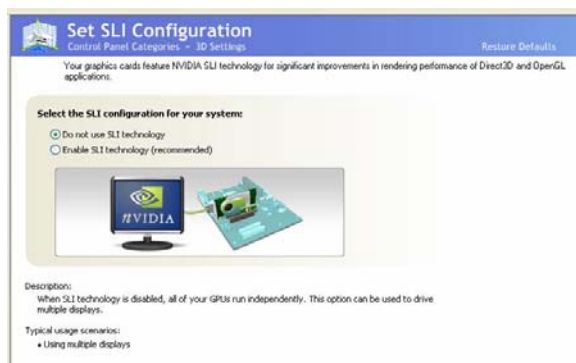 Set SLI Configuration
Control Panel Categories - 3D Settings
Restore Defaults
Your graphics cards feature NVIDIA SLI technology for significant improvements in rendering performance of Direct3D and OpenGL
applications.
Select the SLI configuration for your system:
Do not use SLI technology
Enable SLI technology (recommended)
nVIDIA
Description:
When SLI technology is disabled, all of your GPUs run independently. This option can be used to drive
multiple displays.
Typical usage scenarios:
• Using multiple displays